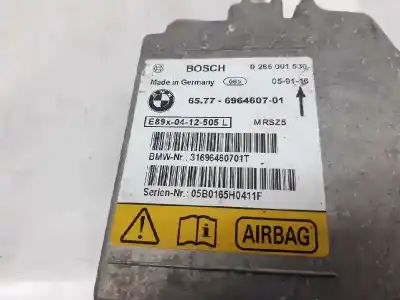 BOSCH 0 285 001 530
Made in Germany 085 05-01-16
65.77 - 6964607-01
E89x-04-12-505 L MRSZ5
BMW-Nr.: 31696460701T
Serien-Nr.: 05B0165H0411F
AIRBAG